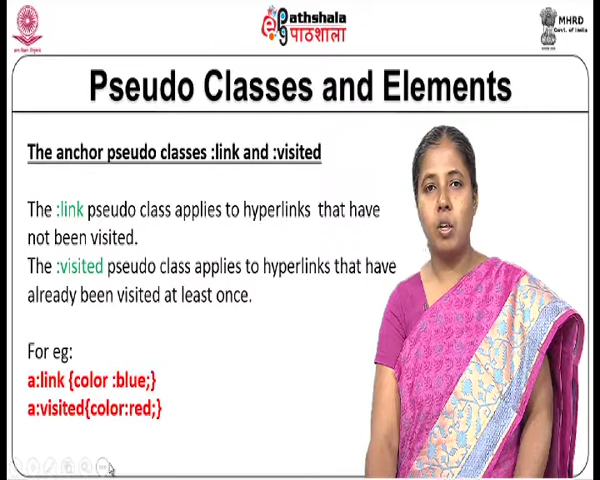 ePathshala
पाठशाला
MHRD
Govt. of India
Pseudo Classes and Elements
The anchor pseudo classes :link and :visited
The :link pseudo class applies to hyperlinks that have
not been visited.
The :visited pseudo class applies to hyperlinks that have
already been visited at least once.
For eg:
a:link {color :blue;}
a:visited{color:red;}